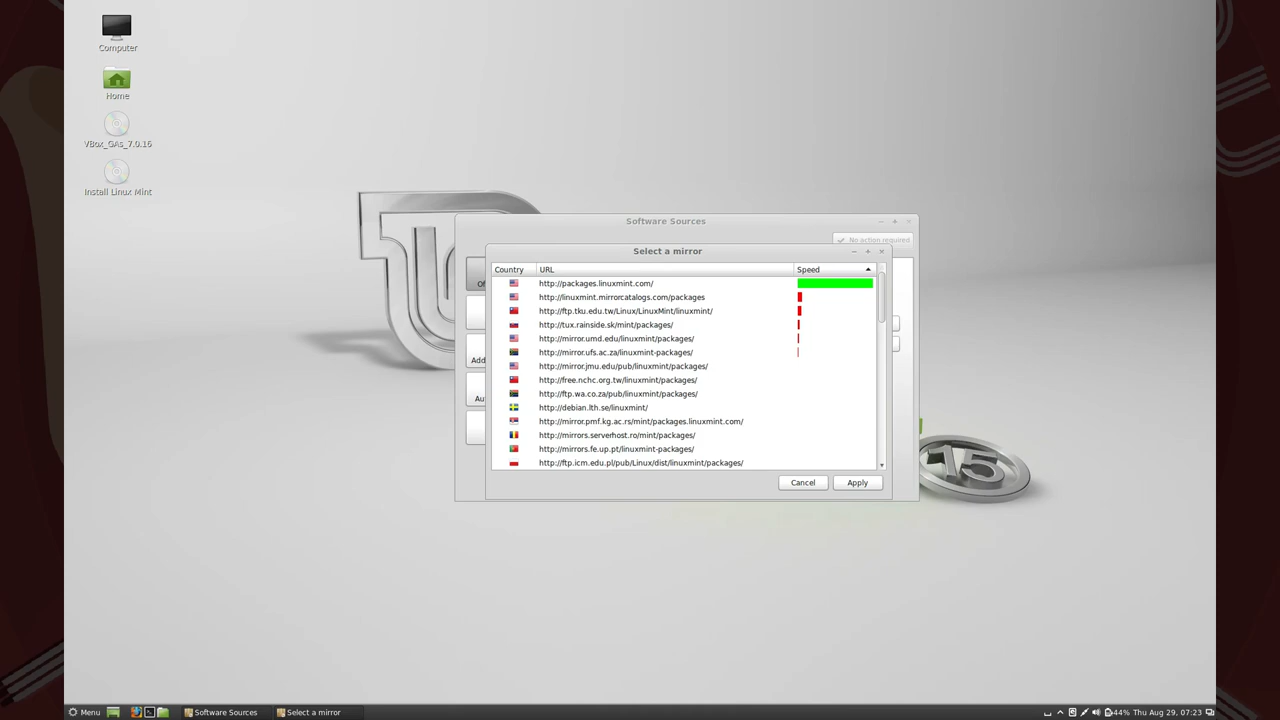 Computer
Home
VBox_GAs_7.0.16
Install Linux Mint
Software Sources
No action required
Select a mirror
Country URL Speed
http://packages.linuxmint.com/
http://linuxmint.mirrorcatalogs.com/packages
http://ftp.tku.edu.tw/Linux/LinuxMint/linuxmint/
http://tux.rainside.sk/mint/packages/
http://mirror.umd.edu/linuxmint/packages/
http://mirror.ufs.ac.za/linuxmint-packages/
http://mirror.jmu.edu/pub/linuxmint/packages/
http://free.nchc.org.tw/linuxmint/packages/
http://ftp.wa.co.za/pub/linuxmint/packages/
http://debian.lth.se/linuxmint/
http://mirror.pmf.kg.ac.rs/mint/packages.linuxmint.com/
http://mirrors.serverhost.ro/mint/packages/
http://mirrors.fe.up.pt/linuxmint-packages/
http://ftp.icm.edu.pl/pub/Linux/dist/linuxmint/packages/
Add
Au
Cancel Apply
15
Menu Software Sources Select a mirror 44% Thu Aug 29, 07:23